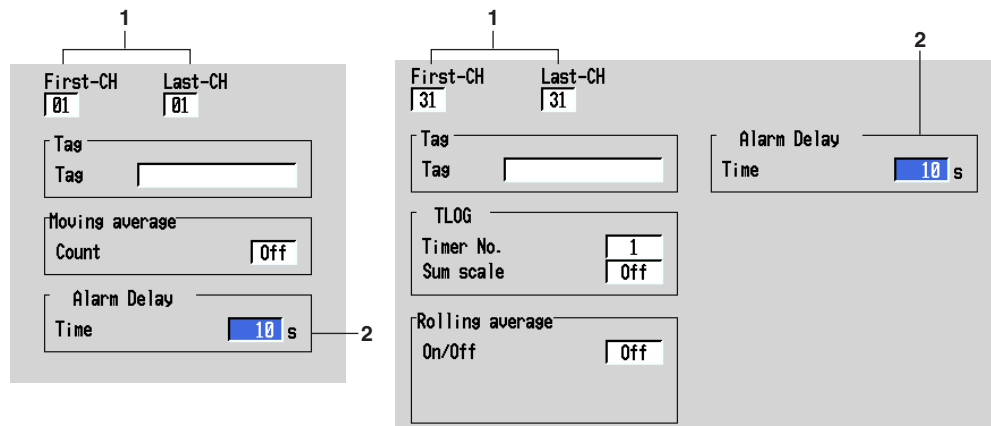 1
First-CH Last-CH
01 01
Tag
Tag
Moving average
Count Off
Alarm Delay
Time 10 s
2
1
2
First-CH Last-CH
31 31
Tag
Tag
Alarm Delay
Time 10 s
TLOG
Timer No. 1
Sum scale Off
Rolling average
On/Off Off